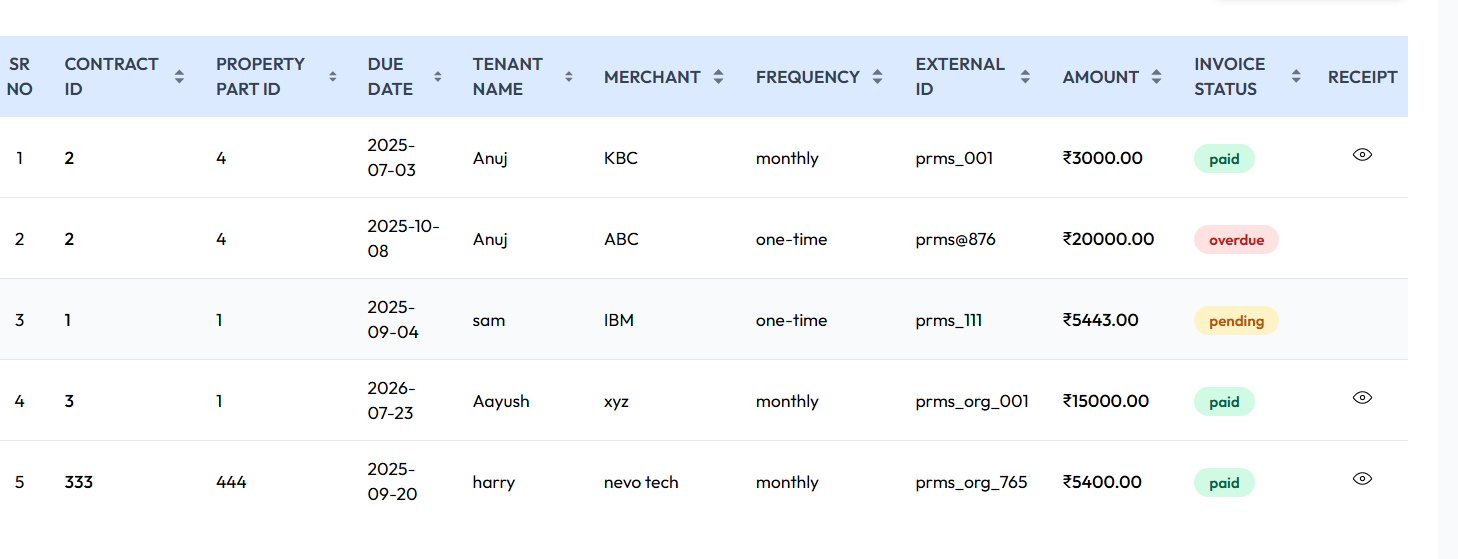 SR NO CONTRACT ID PROPERTY PART ID DUE DATE TENANT NAME MERCHANT FREQUENCY EXTERNAL ID AMOUNT INVOICE STATUS RECEIPT
1 2 4 2025-07-03 Anuj KBC monthly prms_001 ₹3000.00 paid
2 2 4 2025-10-08 Anuj ABC one-time prms@876 ₹20000.00 overdue
3 1 1 2025-09-04 sam IBM one-time prms_111 ₹5443.00 pending
4 3 1 2026-07-23 Aayush xyz monthly prms_org_001 ₹15000.00 paid
5 333 444 2025-09-20 harry nevo tech monthly prms_org_765 ₹5400.00 paid